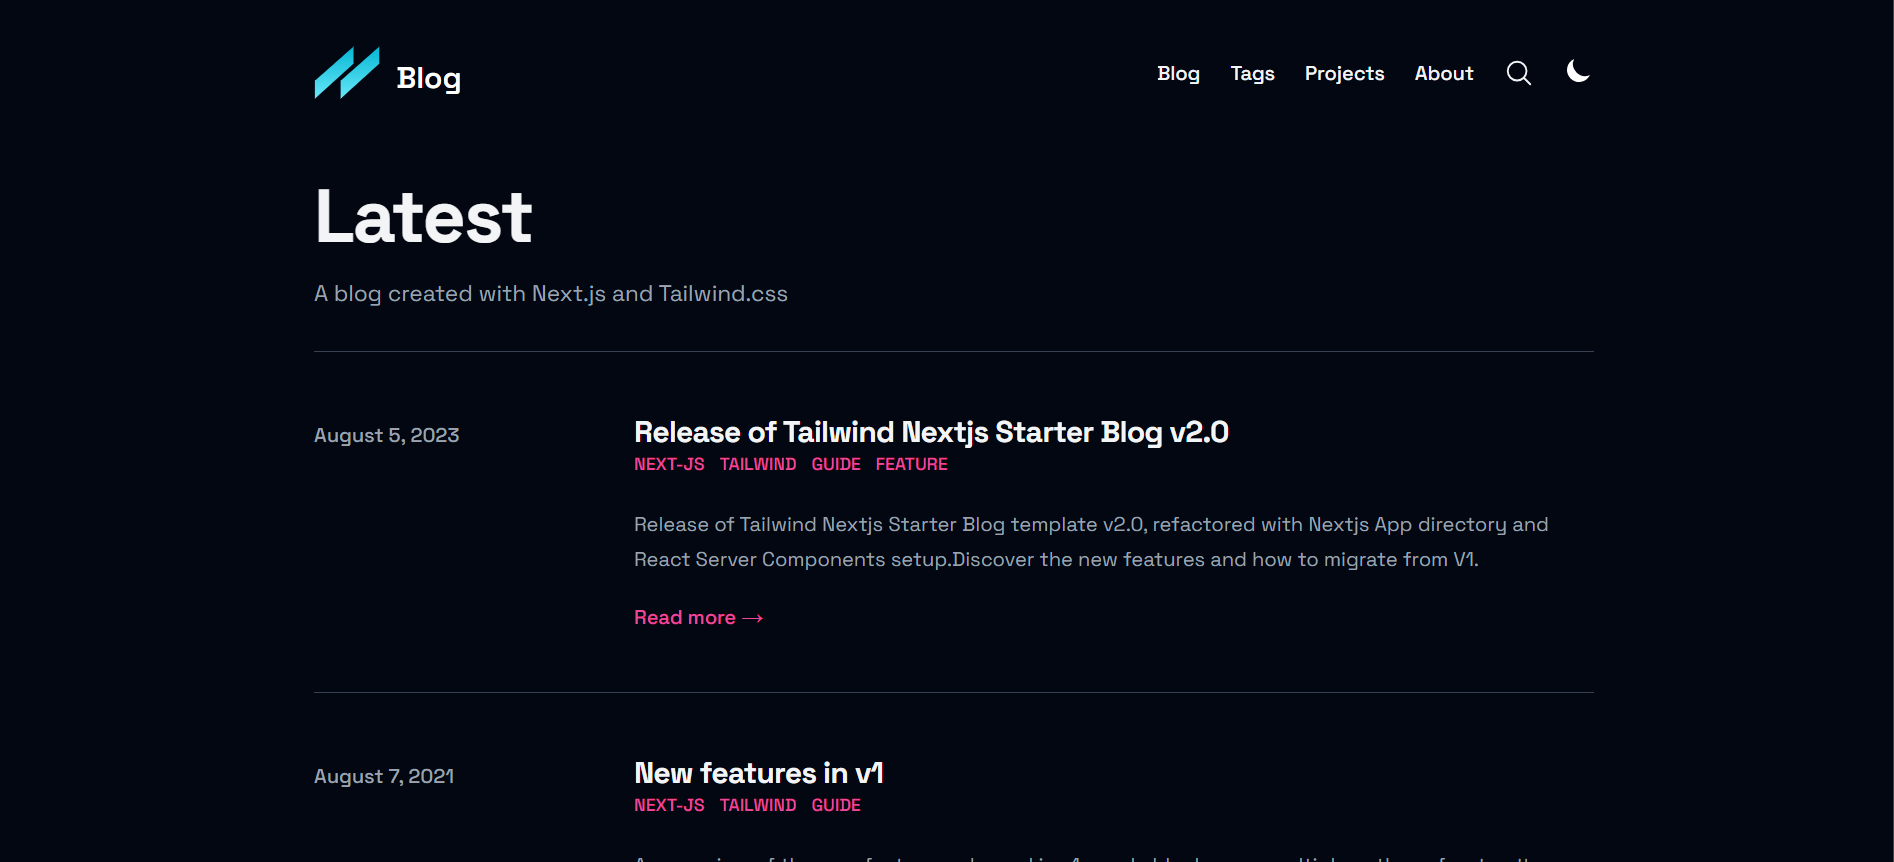 Blog
Blog Tags Projects About
Latest
A blog created with Next.js and Tailwind.css
August 5, 2023
Release of Tailwind Nextjs Starter Blog v2.0
NEXT-JS TAILWIND GUIDE FEATURE
Release of Tailwind Nextjs Starter Blog template v2.0, refactored with Nextjs App directory and
React Server Components setup.Discover the new features and how to migrate from V1.
Read more →
August 7, 2021
New features in v1
NEXT-JS TAILWIND GUIDE